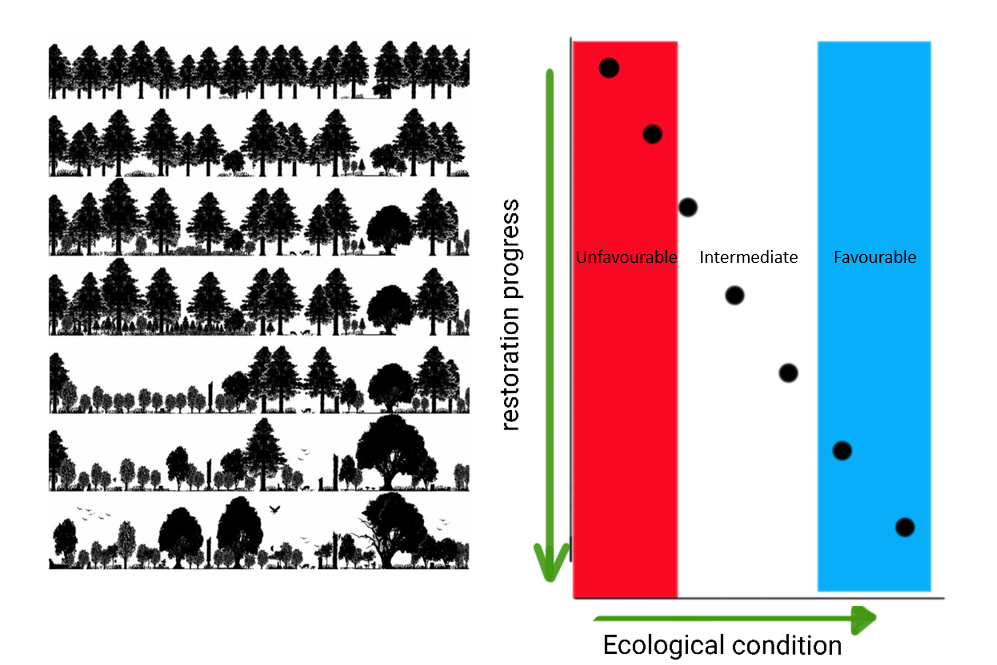 restoration progress
Unfavourable
Intermediate
Favourable
Ecological condition